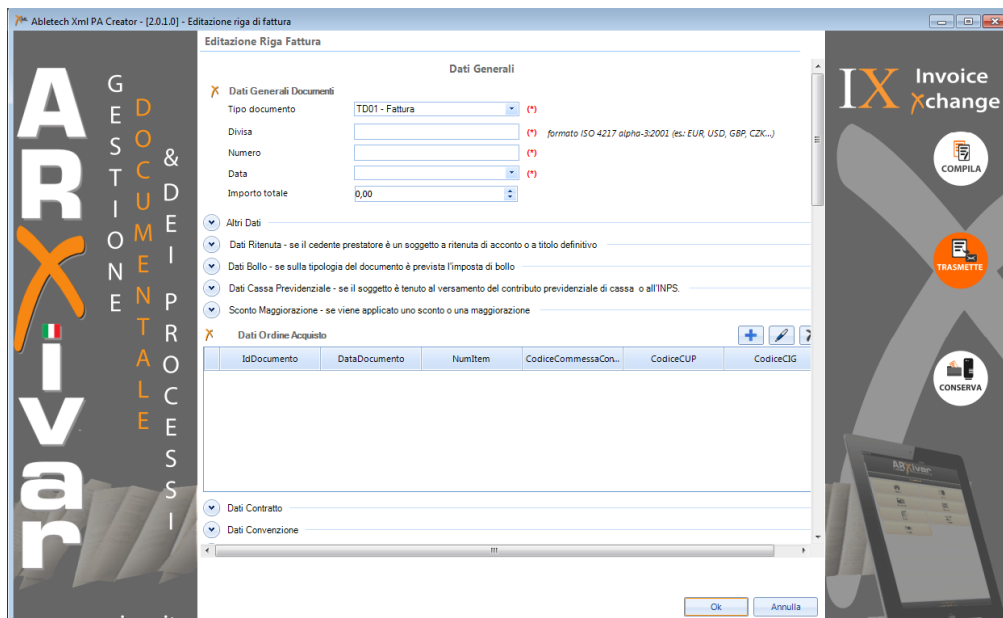 Abletech Xml PA Creator - [2.0.1.0] - Editazione riga di fattura
ARXivar
GESTIONE
DOCUMENTALE
& DEI PROCESSI
Editazione Riga Fattura
Dati Generali
Dati Generali Documenti
Tipo documento TD01 - Fattura (*)
Divisa (*) formato ISO 4217 alpha-3:2001 (es.: EUR, USD, GBP, CZK...)
Numero (*)
Data (*)
Importo totale 0,00
Altri Dati
Dati Ritenuta - se il cedente prestatore è un soggetto a ritenuta di acconto o a titolo definitivo
Dati Bollo - se sulla tipologia del documento è prevista l'imposta di bollo
Dati Cassa Previdenziale - se il soggetto è tenuto al versamento del contributo previdenziale di cassa o all'INPS.
Sconto Maggiorazione - se viene applicato uno sconto o una maggiorazione
Dati Ordine Acquisto
IdDocumento DataDocumento NumItem CodiceCommessaCon... CodiceCUP CodiceCIG
Dati Contratto
Dati Convenzione
Ok Annulla
IX Invoice Xchange
COMPILA
TRASMETTE
CONSERVA
ARXivar